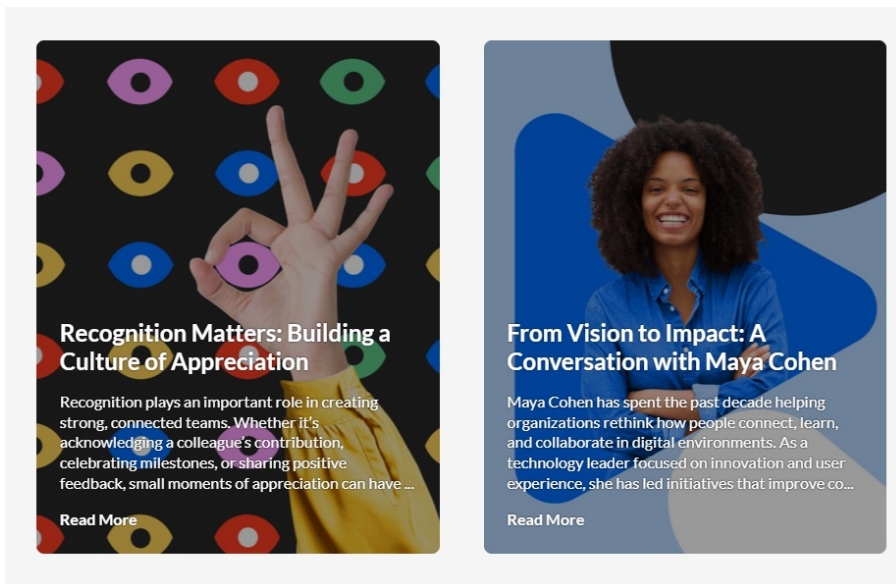 Recognition Matters: Building a
Culture of Appreciation
Recognition plays an important role in creating
strong, connected teams. Whether it's
acknowledging a colleague's contribution,
celebrating milestones, or sharing positive
feedback, small moments of appreciation can have ...
Read More
From Vision to Impact: A
Conversation with Maya Cohen
Maya Cohen has spent the past decade helping
organizations rethink how people connect, learn,
and collaborate in digital environments. As a
technology leader focused on innovation and user
experience, she has led initiatives that improve co...
Read More